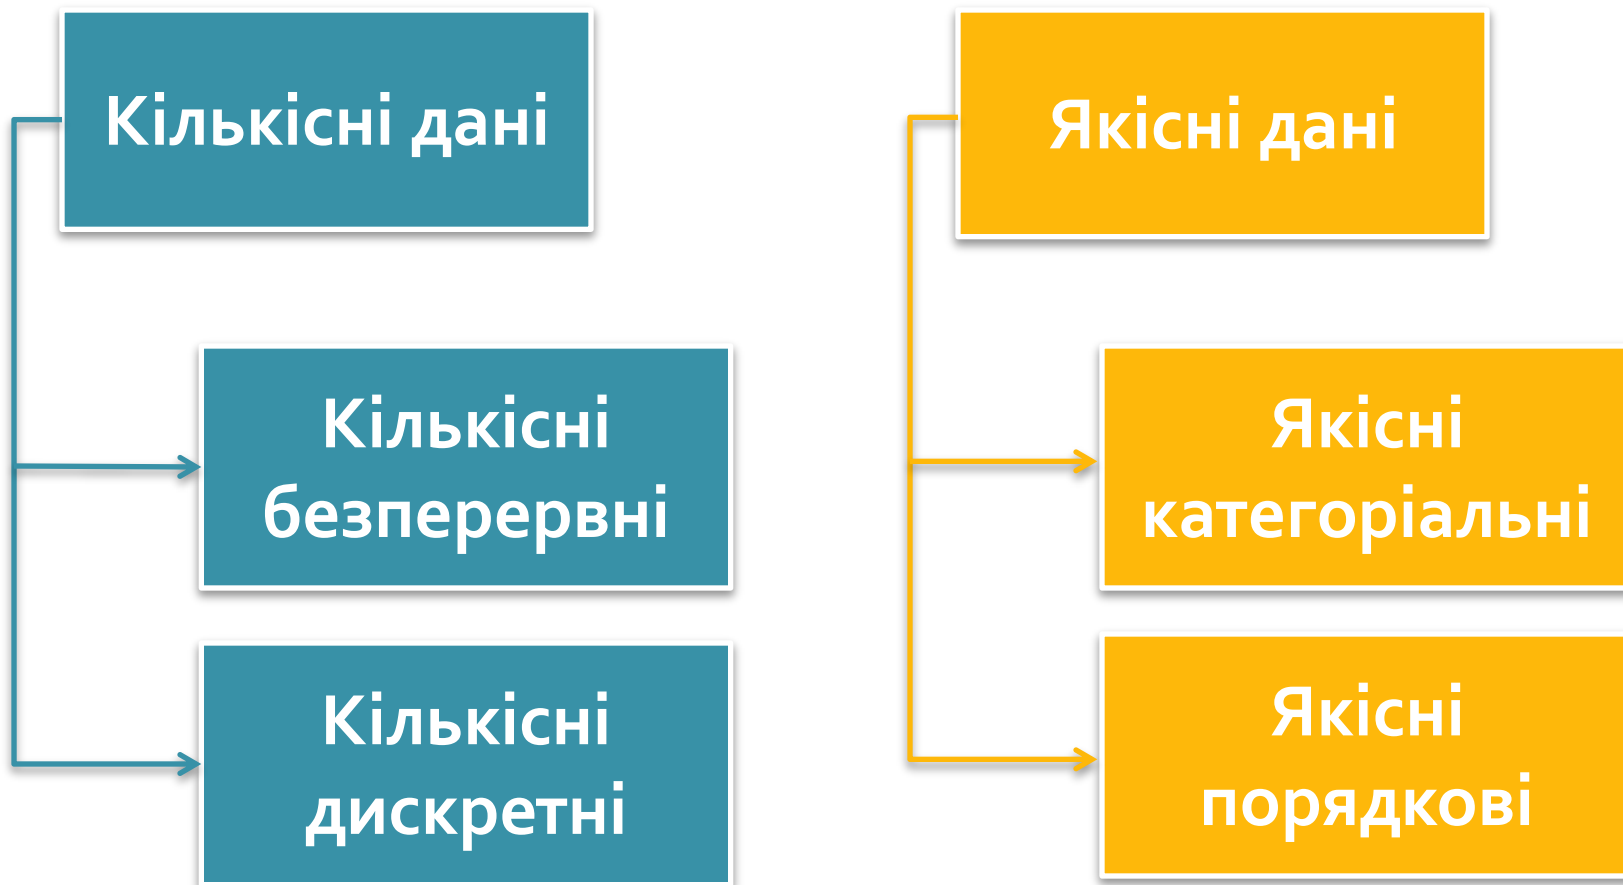 Кількісні дані
Кількісні
безперервні
Кількісні
дискретні
Якісні дані
Якісні
категоріальні
Якісні
порядкові